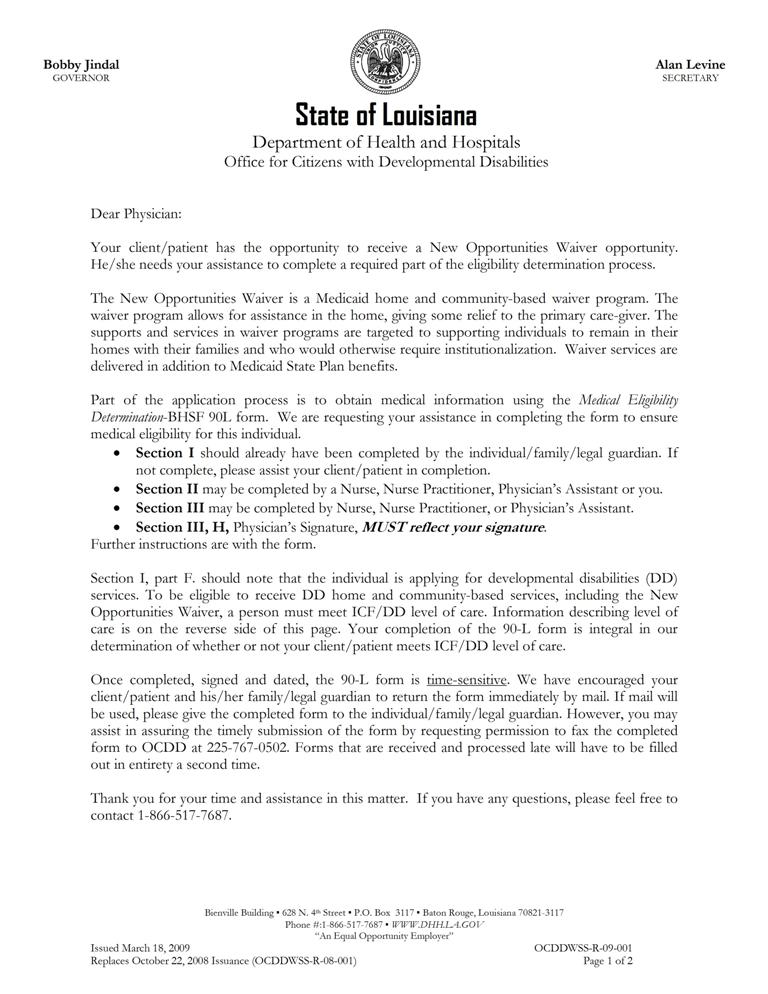 Bobby Jindal
GOVERNOR
Alan Levine
SECRETARY
STATE OF LOUISIANA
CONFIDENCE
State of Louisiana
Department of Health and Hospitals
Office for Citizens with Developmental Disabilities
Dear Physician:
Your client/patient has the opportunity to receive a New Opportunities Waiver opportunity.
He/she needs your assistance to complete a required part of the eligibility determination process.
The New Opportunities Waiver is a Medicaid home and community-based waiver program. The
waiver program allows for assistance in the home, giving some relief to the primary care-giver. The
supports and services in waiver programs are targeted to supporting individuals to remain in their
homes with their families and who would otherwise require institutionalization. Waiver services are
delivered in addition to Medicaid State Plan benefits.
Part of the application process is to obtain medical information using the Medical Eligibility
Determination-BHSF 90L form. We are requesting your assistance in completing the form to ensure
medical eligibility for this individual.
• Section I should already have been completed by the individual/family/legal guardian. If
not complete, please assist your client/patient in completion.
• Section II may be completed by a Nurse, Nurse Practitioner, Physician's Assistant or you.
• Section III may be completed by Nurse, Nurse Practitioner, or Physician's Assistant.
• Section III, H, Physician's Signature, MUST reflect your signature.
Further instructions are with the form.
Section I, part F. should note that the individual is applying for developmental disabilities (DD)
services. To be eligible to receive DD home and community-based services, including the New
Opportunities Waiver, a person must meet ICF/DD level of care. Information describing level of
care is on the reverse side of this page. Your completion of the 90-L form is integral in our
determination of whether or not your client/patient meets ICF/DD level of care.
Once completed, signed and dated, the 90-L form is time-sensitive. We have encouraged your
client/patient and his/her family/legal guardian to return the form immediately by mail. If mail will
be used, please give the completed form to the individual/family/legal guardian. However, you may
assist in assuring the timely submission of the form by requesting permission to fax the completed
form to OCDD at 225-767-0502. Forms that are received and processed late will have to be filled
out in entirety a second time.
Thank you for your time and assistance in this matter. If you have any questions, please feel free to
contact 1-866-517-7687.
Bienville Building ▪ 628 N. 4th Street ▪ P.O. Box 3117 ▪ Baton Rouge, Louisiana 70821-3117
Phone #:1-866-517-7687 ▪ WWW.DHH.LA.GOV
"An Equal Opportunity Employer"
Issued March 18, 2009
OCDDWSS-R-09-001
Replaces October 22, 2008 Issuance (OCDDWSS-R-08-001)
Page 1 of 2